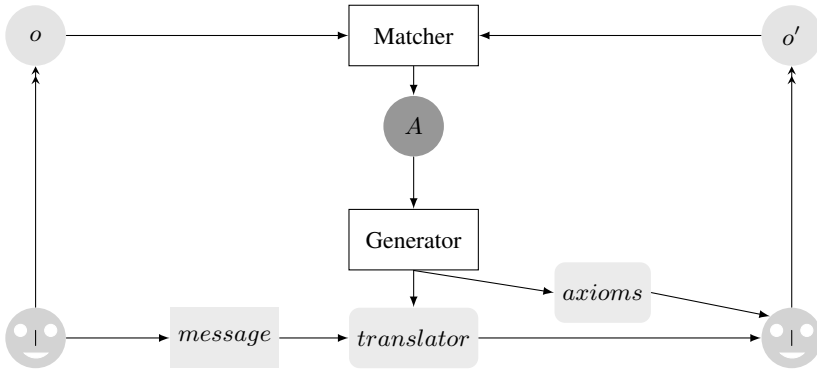 o
Matcher
o′
A
Generator
axioms
message
translator